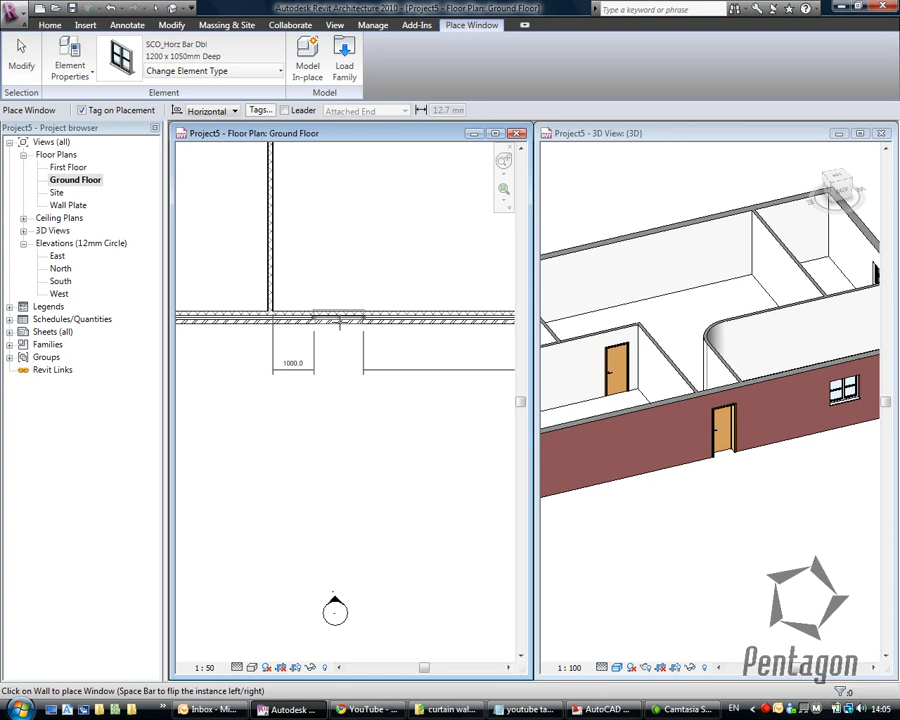 Autodesk Revit Architecture 2010 - [Project5 - Floor Plan: Ground Floor]
Type a keyword or phrase
Home Insert Annotate Modify Massing & Site Collaborate View Manage Add-Ins Place Window
Modify
Element Properties
SCO_Horz Bar Dbl
1200 x 1050mm Deep
Change Element Type
Model In-place
Load Family
Selection Element Model
Place Window Tag on Placement Horizontal Tags... Leader Attached End 12.7 mm
Project5 - Project browser
Views (all)
Floor Plans
First Floor
Ground Floor
Site
Wall Plate
Ceiling Plans
3D Views
Elevations (12mm Circle)
East
North
South
West
Legends
Schedules/Quantities
Sheets (all)
Families
Groups
Revit Links
Project5 - Floor Plan: Ground Floor
1000.0
1 : 50
Project5 - 3D View: {3D}
BACK
1 : 100
Pentagon
Click on Wall to place Window (Space Bar to flip the instance left/right)
:0
Inbox - Mi...
Autodesk ...
YouTube - ...
curtain wal...
youtube ta...
AutoCAD ...
Camtasia S...
EN
14:05